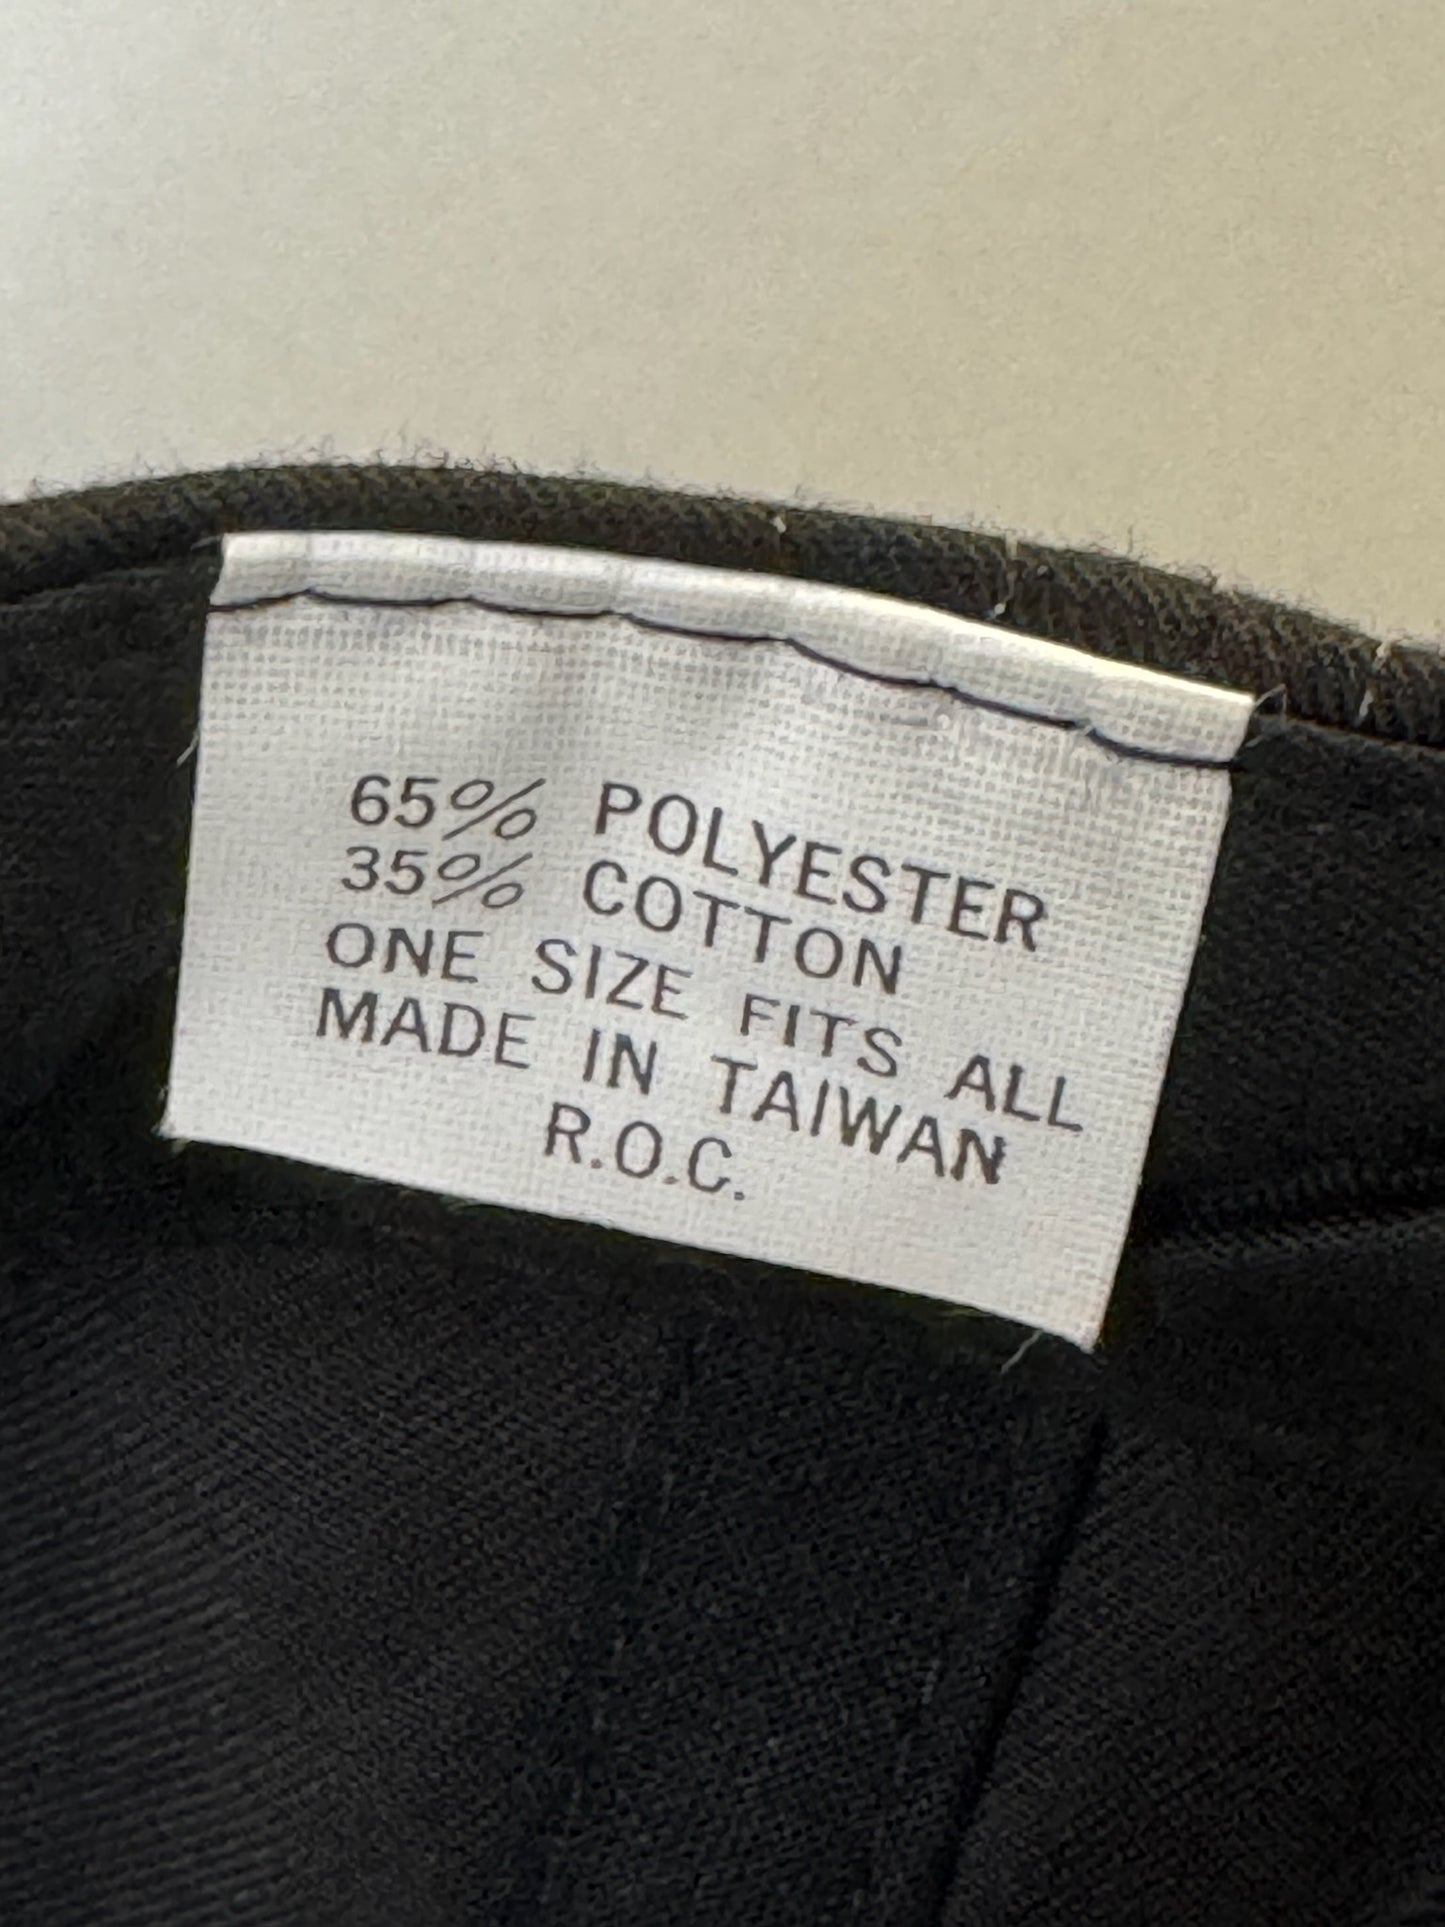 65% POLYESTER
35% COTTON
ONE SIZE FITS ALL
MADE IN TAIWAN
R.O.C.